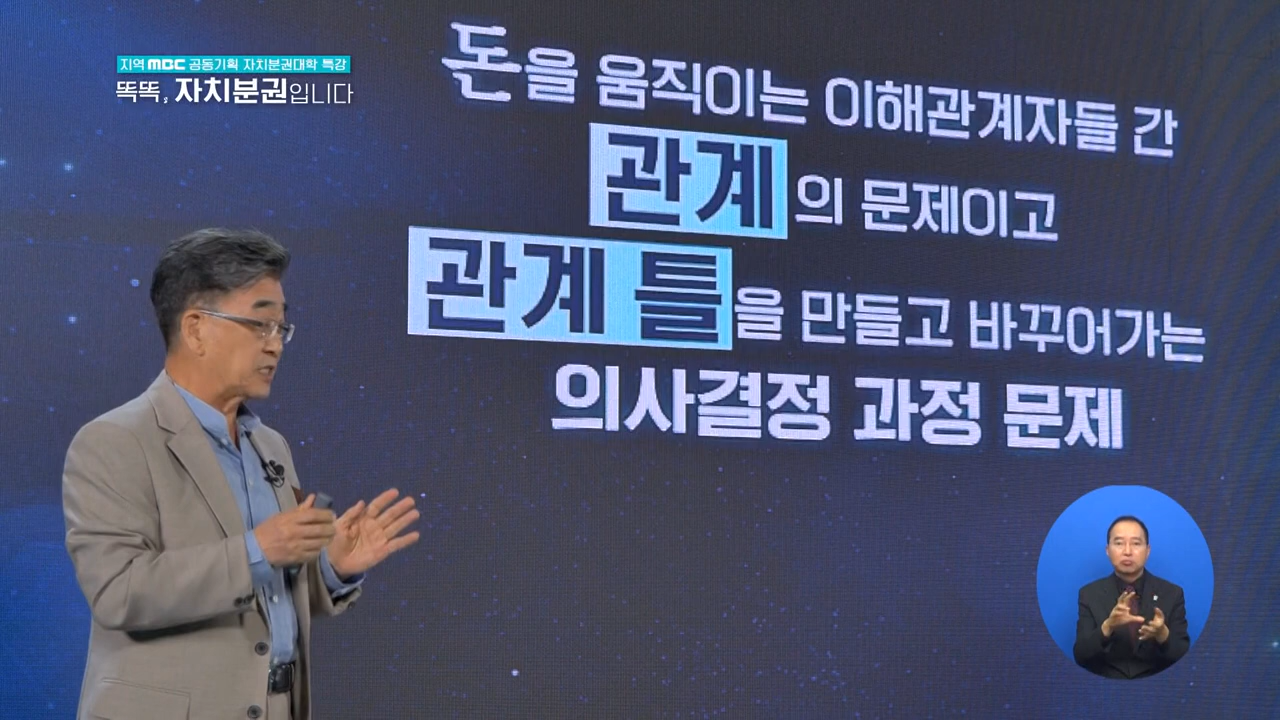 지역 MBC 공동기획 자치분권대학 특강
똑똑, 자치분권입니다
돈을 움직이는 이해관계자들 간
관계의 문제이고
관계 틀을 만들고 바꾸어가는
의사결정 과정 문제